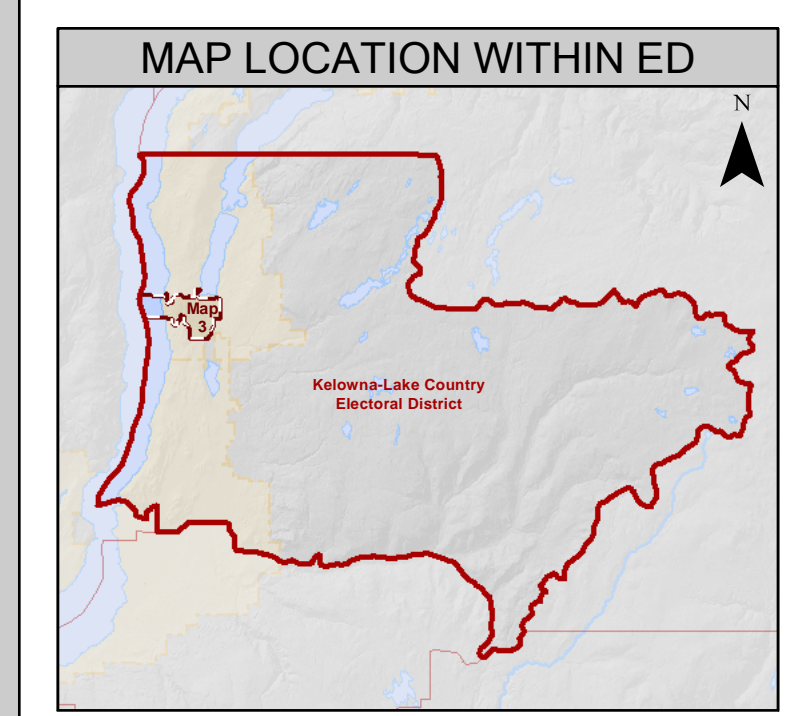 MAP LOCATION WITHIN ED
N
Map
3
Kelowna-Lake Country
Electoral District